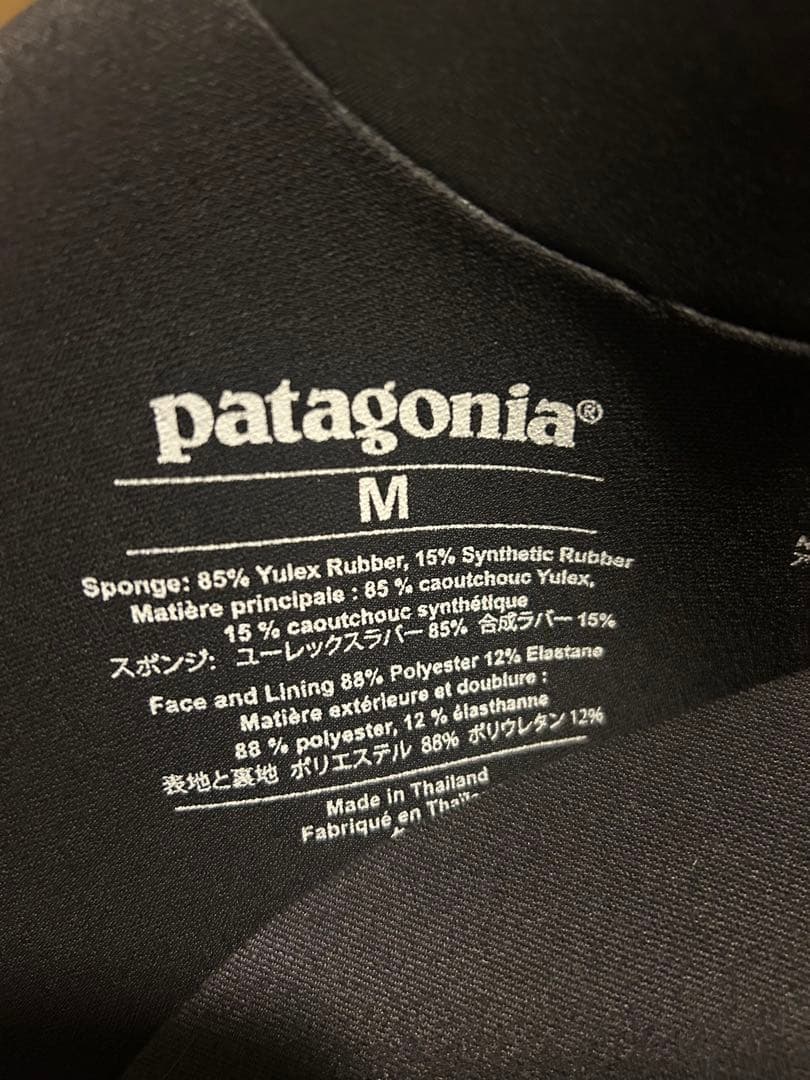 patagonia®
M
Sponge: 85% Yulex Rubber, 15% Synthetic Rubber
Matière principale : 85 % caoutchouc Yulex,
15 % caoutchouc synthétique
スポンジ: ユーレックスラバー 85% 合成ラバー 15%
Face and Lining 88% Polyester 12% Elastane
Matière extérieure et doublure :
88 % polyester, 12 % élasthanne
表地と裏地 ポリエステル 88% ポリウレタン 12%
Made in Thailand
Fabriqué en